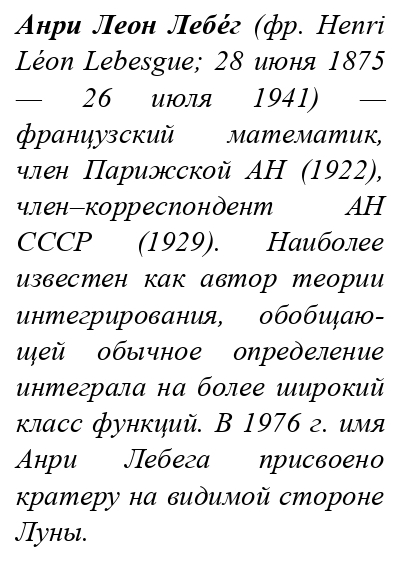 Анри Леон Лебе́г (фр. Henri
Léon Lebesgue; 28 июня 1875
— 26 июля 1941) —
французский математик,
член Парижской АН (1922),
член–корреспондент АН
СССР (1929). Наиболее
известен как автор теории
интегрирования, обобщаю-
щей обычное определение
интеграла на более широкий
класс функций. В 1976 г. имя
Анри Лебега присвоено
кратеру на видимой стороне
Луны.